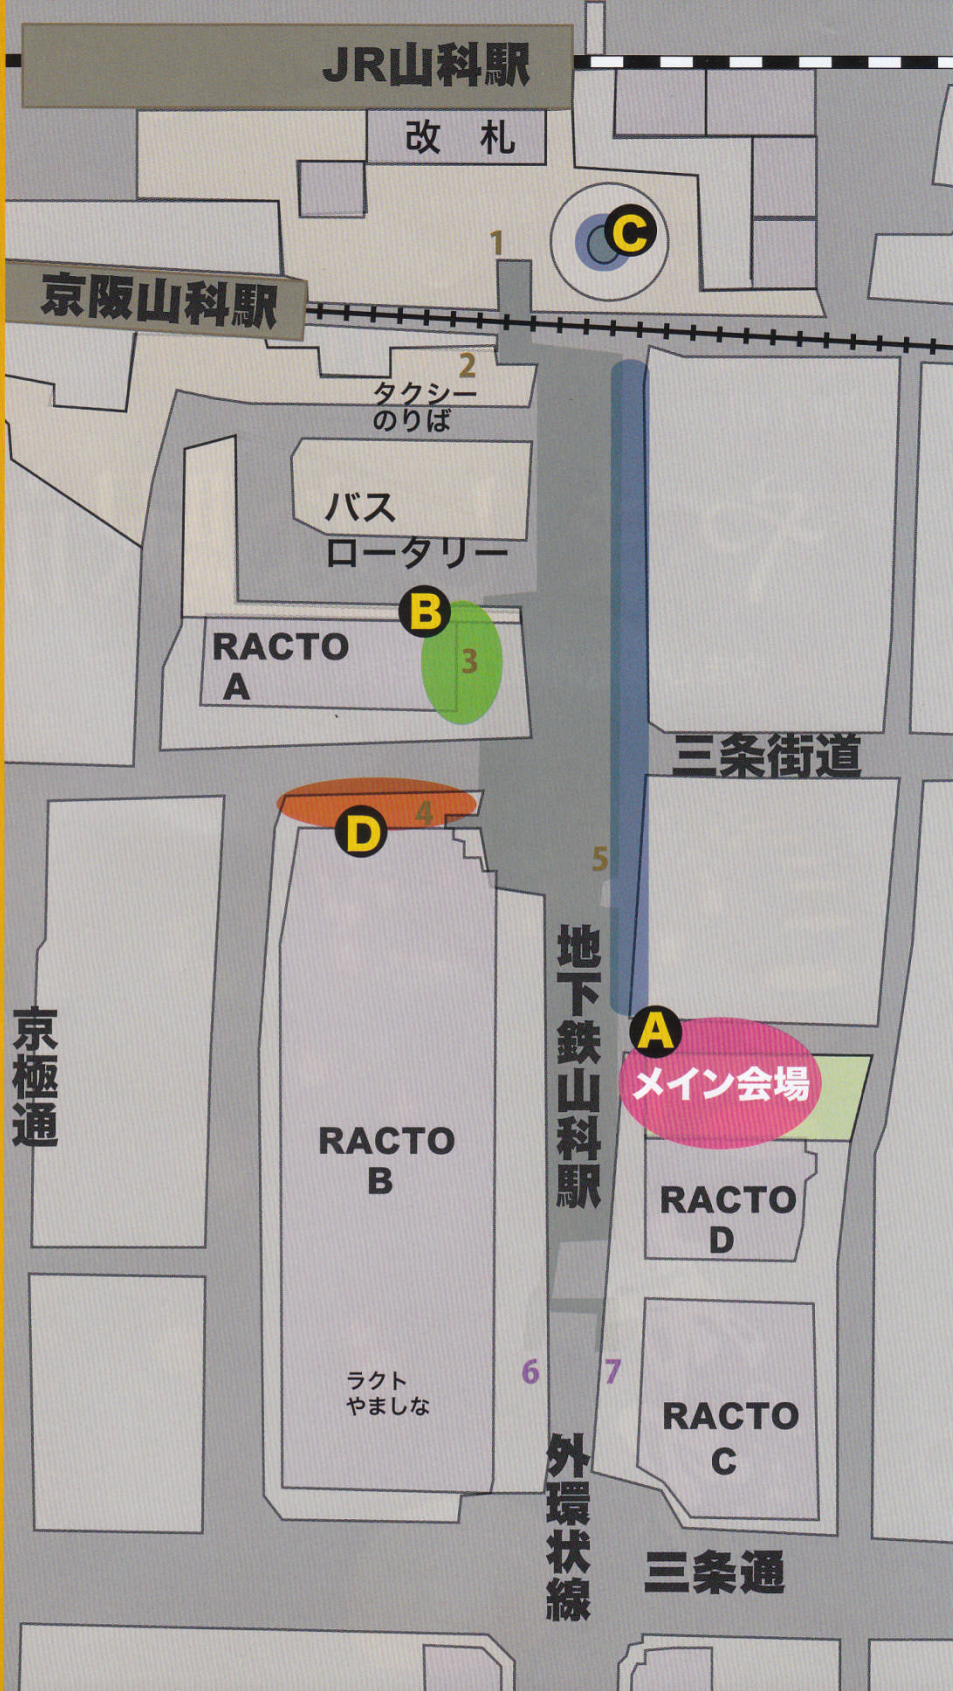 JR山科駅
改 札
C
1
京阪山科駅
2
タクシー
のりば
バス
ロータリー
B
RACTO
A
3
三条街道
4
D
5
地下鉄山科駅
A
メイン会場
京極通
RACTO
B
RACTO
D
ラクト
やましな
6
7
RACTO
C
外環状線
三条通